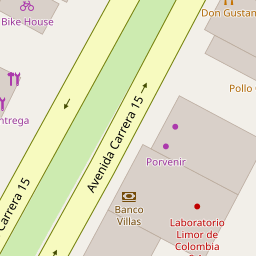 Bike House
Don Gustan
Pollo
ntrega
Avenida Carrera 15
Porvenir
Carrera 15
Banco
Villas
Laboratorio
Limor de
Colombia